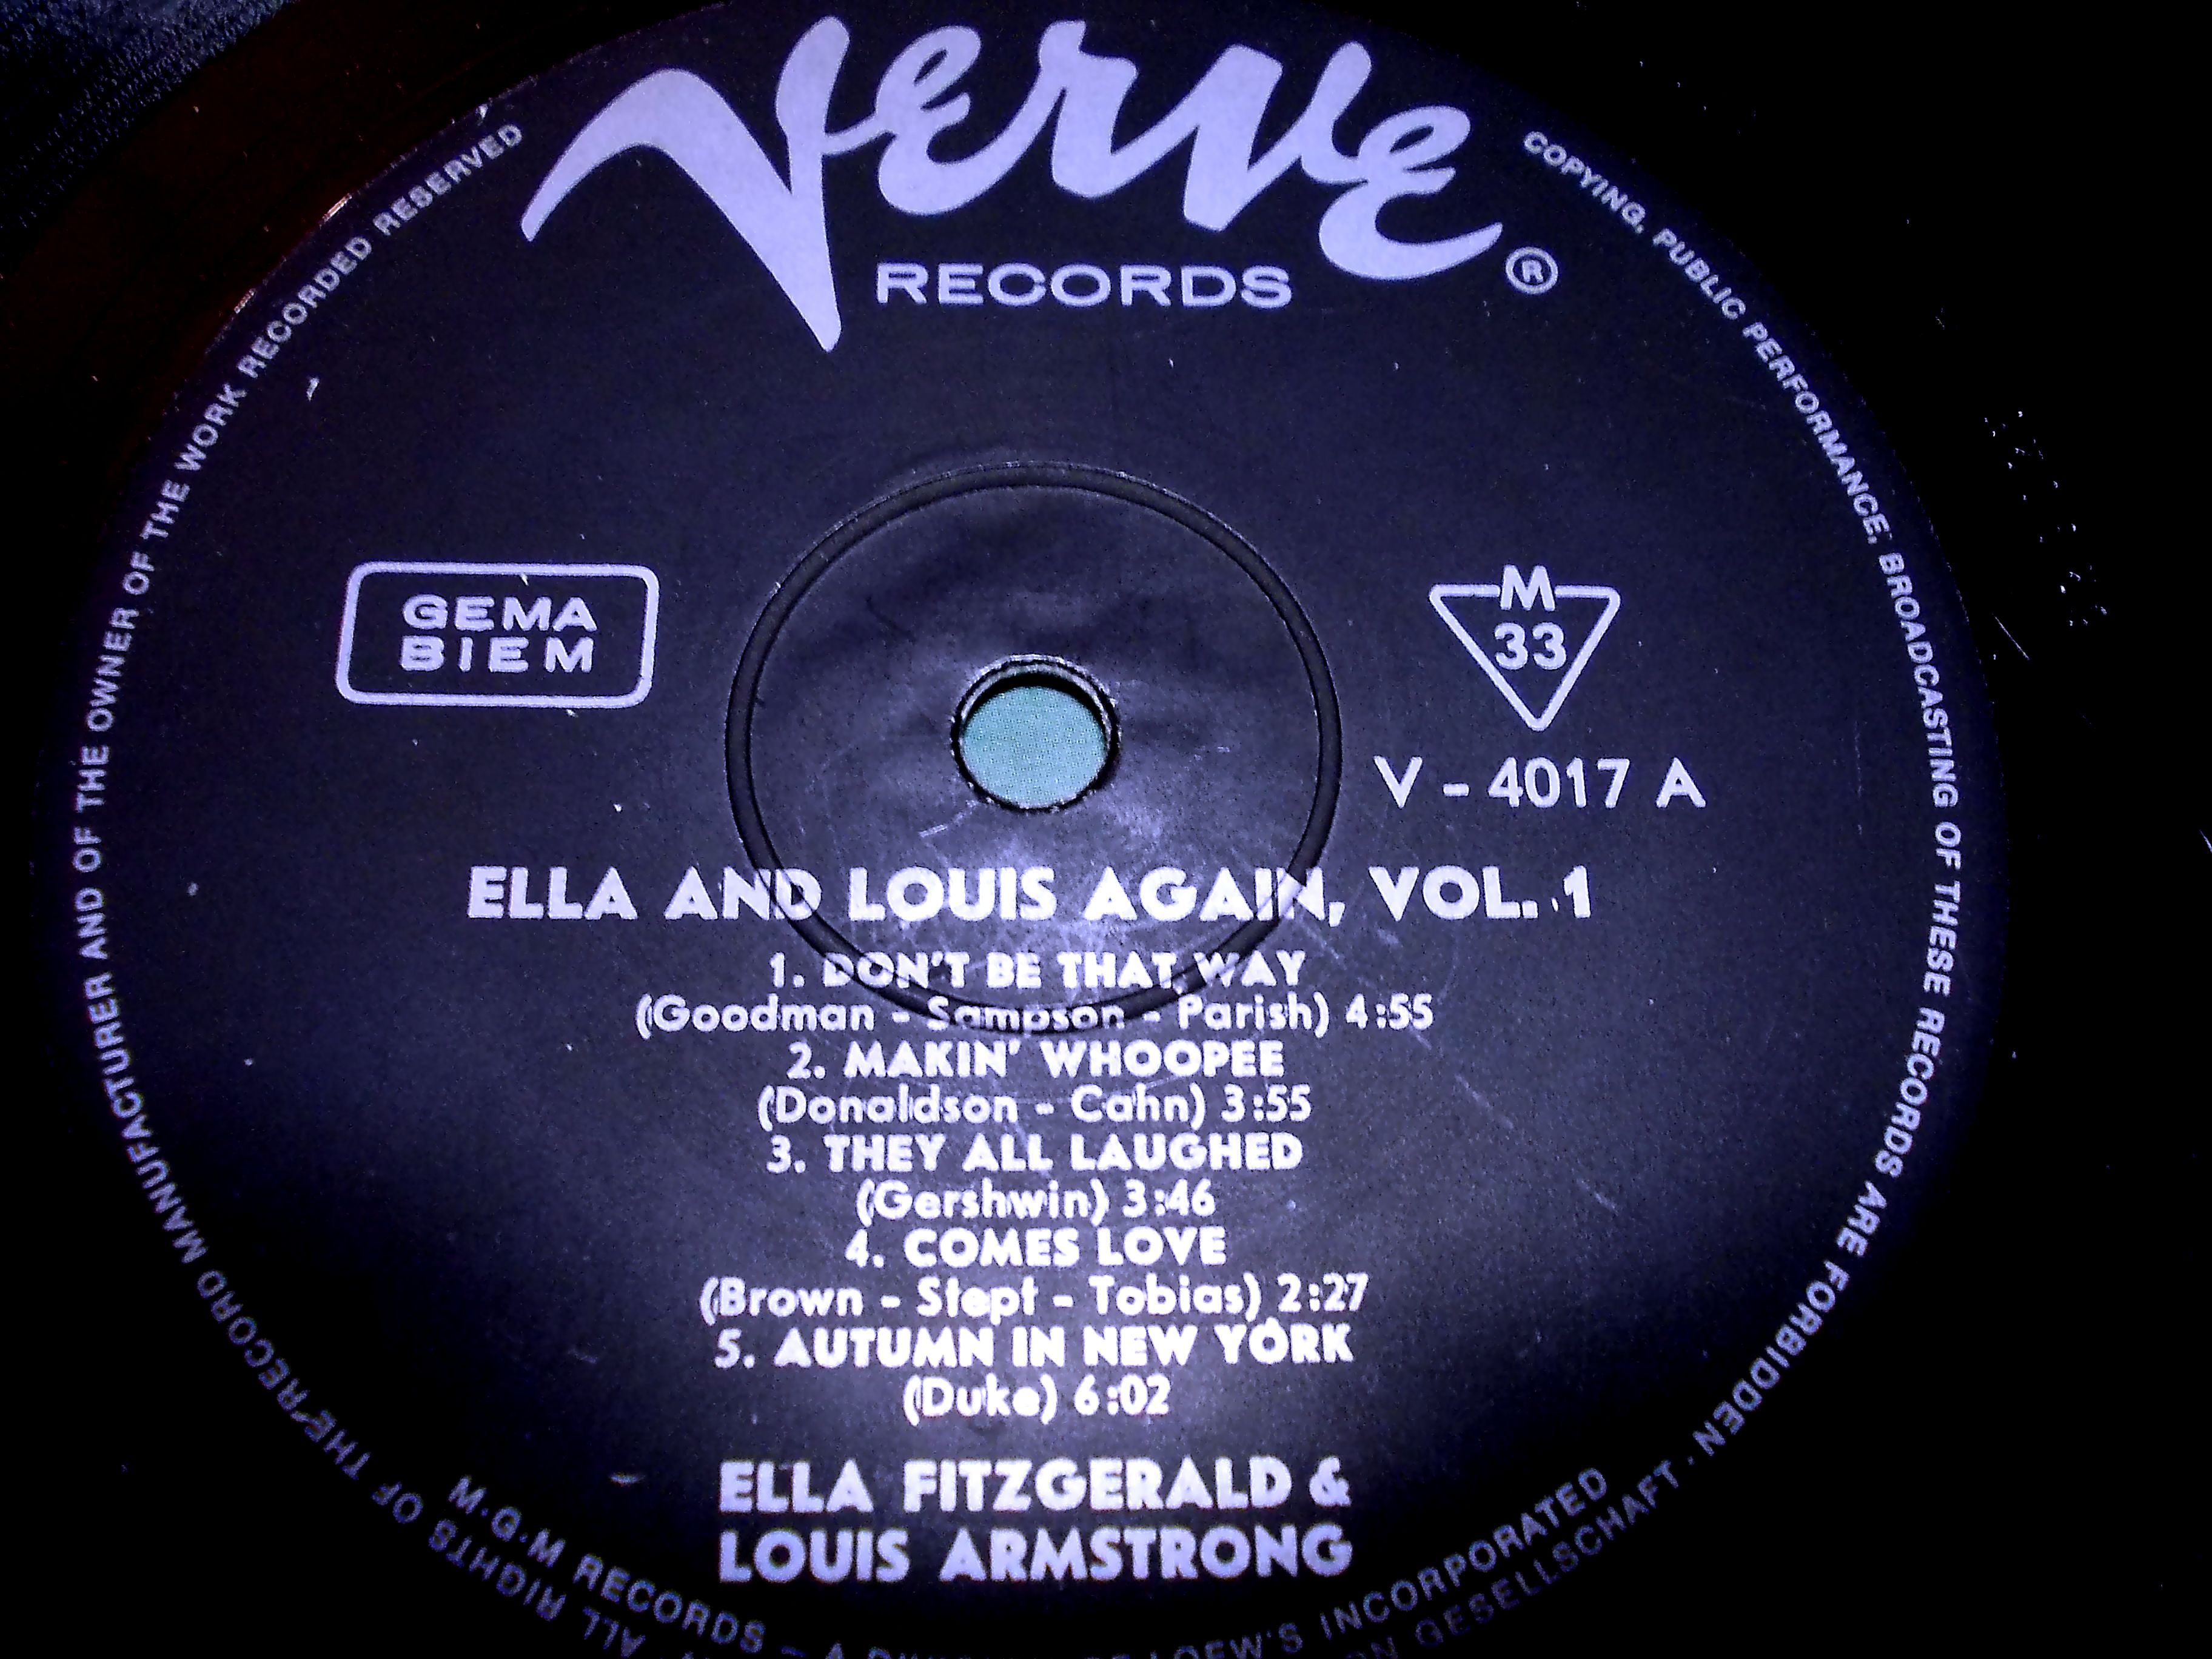 Verve
RECORDS ®
GEMA
BIEM
M
33
V - 4017 A
ELLA AND LOUIS AGAIN, VOL. 1
1. DON'T BE THAT WAY
(Goodman - Sampson - Parish) 4:55
2. MAKIN' WHOOPEE
(Donaldson - Cahn) 3:55
3. THEY ALL LAUGHED
(Gershwin) 3:46
4. COMES LOVE
(Brown - Stept - Tobias) 2:27
5. AUTUMN IN NEW YORK
(Duke) 6:02
ELLA FITZGERALD &
LOUIS ARMSTRONG
M.G.M RECORDS – A LOEW'S INCORPORATED
ALL RIGHTS OF THE RECORD MANUFACTURER AND OF THE OWNER OF THE WORK RECORDED RESERVED
COPYING, PUBLIC PERFORMANCE, BROADCASTING OF THESE RECORDS ARE FORBIDDEN · GESELLSCHAFT